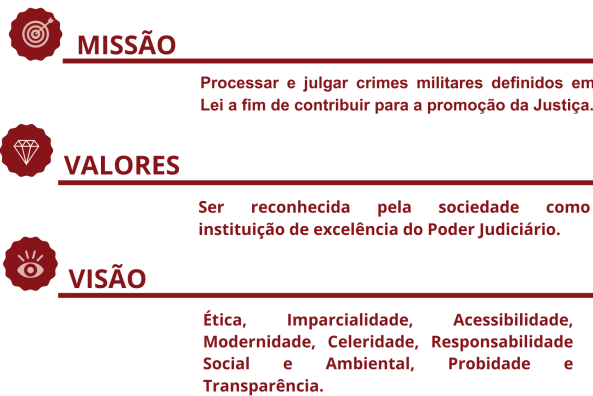 MISSÃO
Processar e julgar crimes militares definidos em
Lei a fim de contribuir para a promoção da Justiça.
VALORES
Ser reconhecida pela sociedade como
instituição de excelência do Poder Judiciário.
VISÃO
Ética, Imparcialidade, Acessibilidade,
Modernidade, Celeridade, Responsabilidade
Social e Ambiental, Probidade e
Transparência.